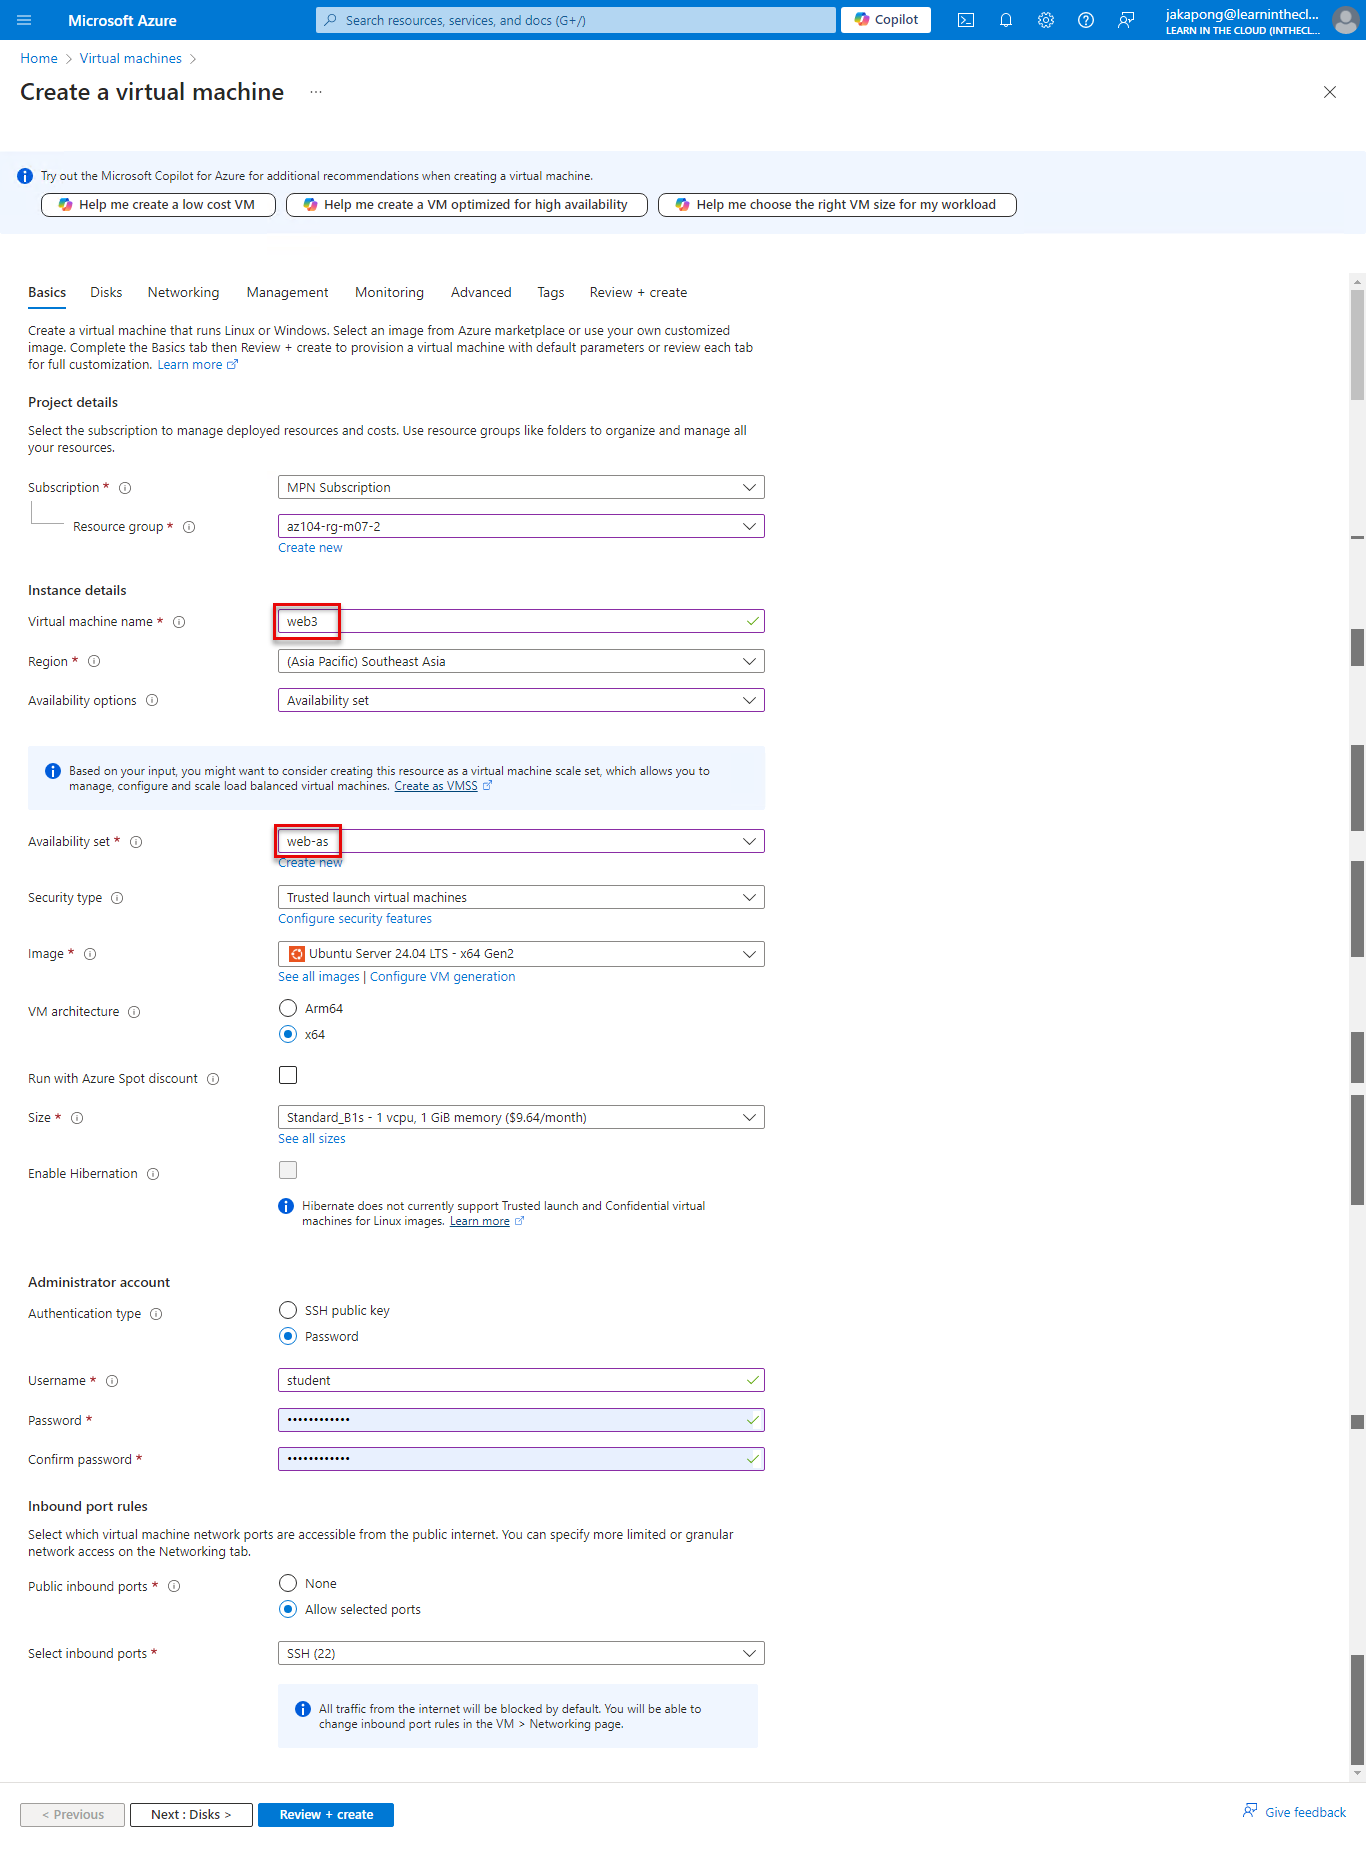 Microsoft Azure
Search resources, services, and docs (G+/)
Copilot
jakapong@learninthecl...
LEARN IN THE CLOUD (INTHECL...
Home > Virtual machines >
Create a virtual machine ...
Try out the Microsoft Copilot for Azure for additional recommendations when creating a virtual machine.
Help me create a low cost VM
Help me create a VM optimized for high availability
Help me choose the right VM size for my workload
Basics Disks Networking Management Monitoring Advanced Tags Review + create
Create a virtual machine that runs Linux or Windows. Select an image from Azure marketplace or use your own customized
image. Complete the Basics tab then Review + create to provision a virtual machine with default parameters or review each tab
for full customization. Learn more
Project details
Select the subscription to manage deployed resources and costs. Use resource groups like folders to organize and manage all
your resources.
Subscription * MPN Subscription
Resource group * az104-rg-m07-2
Create new
Instance details
Virtual machine name * web3
Region * (Asia Pacific) Southeast Asia
Availability options Availability set
Based on your input, you might want to consider creating this resource as a virtual machine scale set, which allows you to
manage, configure and scale load balanced virtual machines. Create as VMSS
Availability set * web-as
Create new
Security type Trusted launch virtual machines
Configure security features
Image * Ubuntu Server 24.04 LTS - x64 Gen2
See all images | Configure VM generation
VM architecture Arm64
x64
Run with Azure Spot discount
Size * Standard_B1s - 1 vcpu, 1 GiB memory ($9.64/month)
See all sizes
Enable Hibernation
Hibernate does not currently support Trusted launch and Confidential virtual
machines for Linux images. Learn more
Administrator account
Authentication type SSH public key
Password
Username * student
Password * ••••••••••••
Confirm password * ••••••••••••
Inbound port rules
Select which virtual machine network ports are accessible from the public internet. You can specify more limited or granular
network access on the Networking tab.
Public inbound ports * None
Allow selected ports
Select inbound ports * SSH (22)
All traffic from the internet will be blocked by default. You will be able to
change inbound port rules in the VM > Networking page.
< Previous
Next : Disks >
Review + create
Give feedback